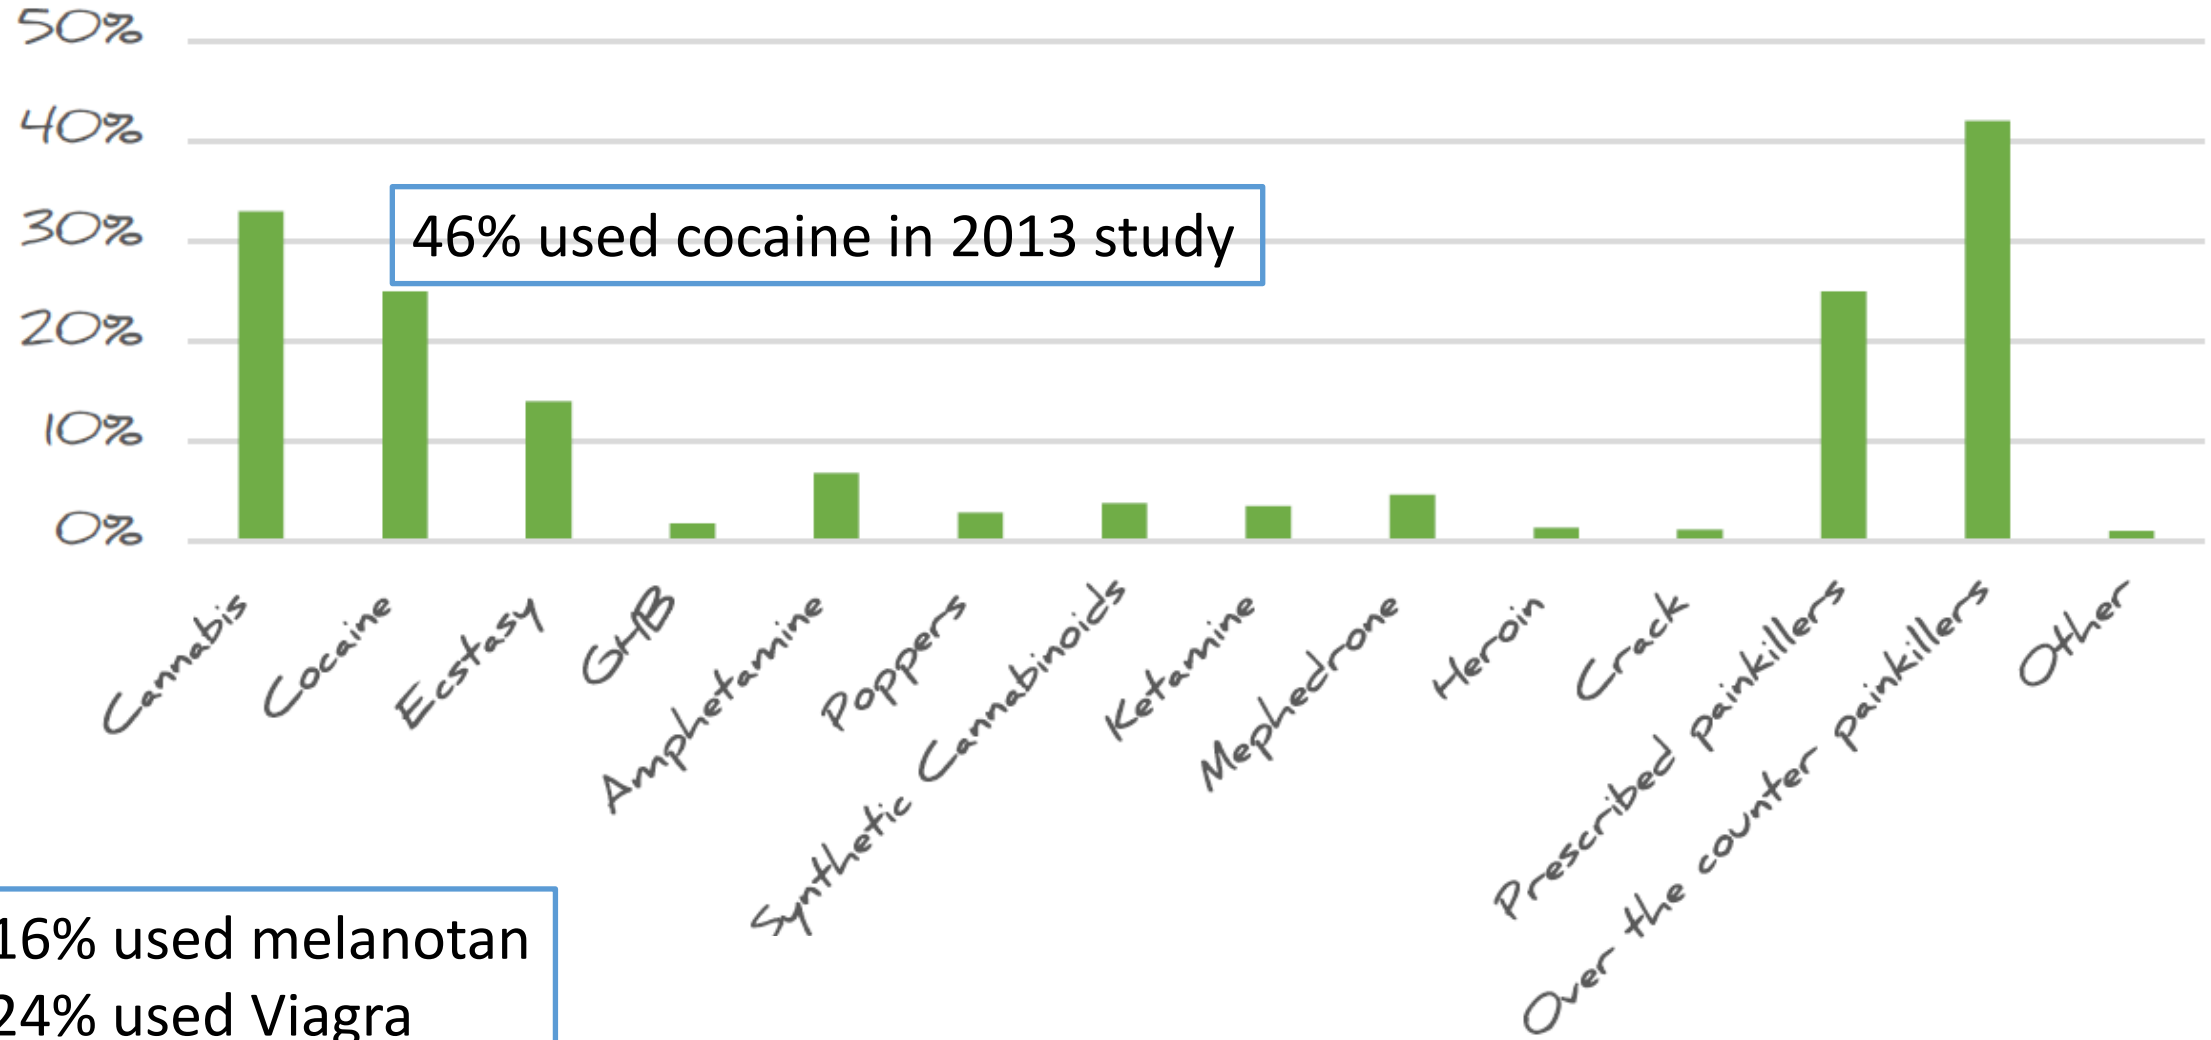 50%
40%
30%
20%
10%
0%
46% used cocaine in 2013 study
Cannabis
Cocaine
Ecstasy
GHB
Amphetamine
Poppers
Synthetic Cannabinoids
Ketamine
Mephedrone
Heroin
Crack
Prescribed painkillers
Over the counter painkillers
Other
16% used melanotan
24% used Viagra